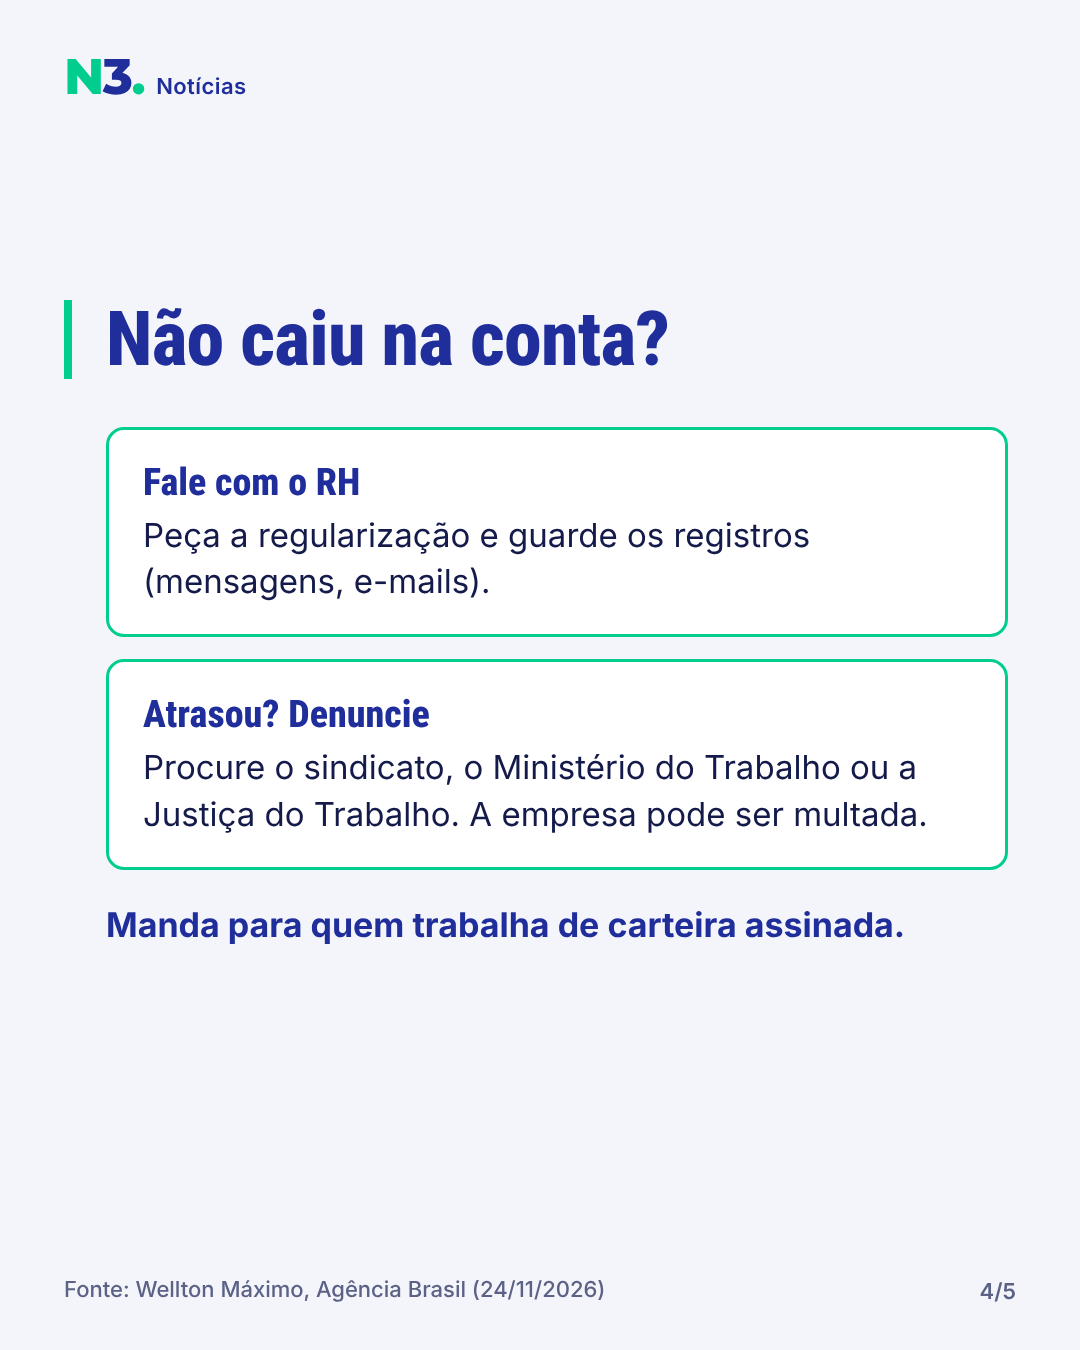 N3. Notícias
Não caiu na conta?
Fale com o RH
Peça a regularização e guarde os registros
(mensagens, e-mails).
Atrasou? Denuncie
Procure o sindicato, o Ministério do Trabalho ou a
Justiça do Trabalho. A empresa pode ser multada.
Manda para quem trabalha de carteira assinada.
Fonte: Wellton Máximo, Agência Brasil (24/11/2026)
4/5